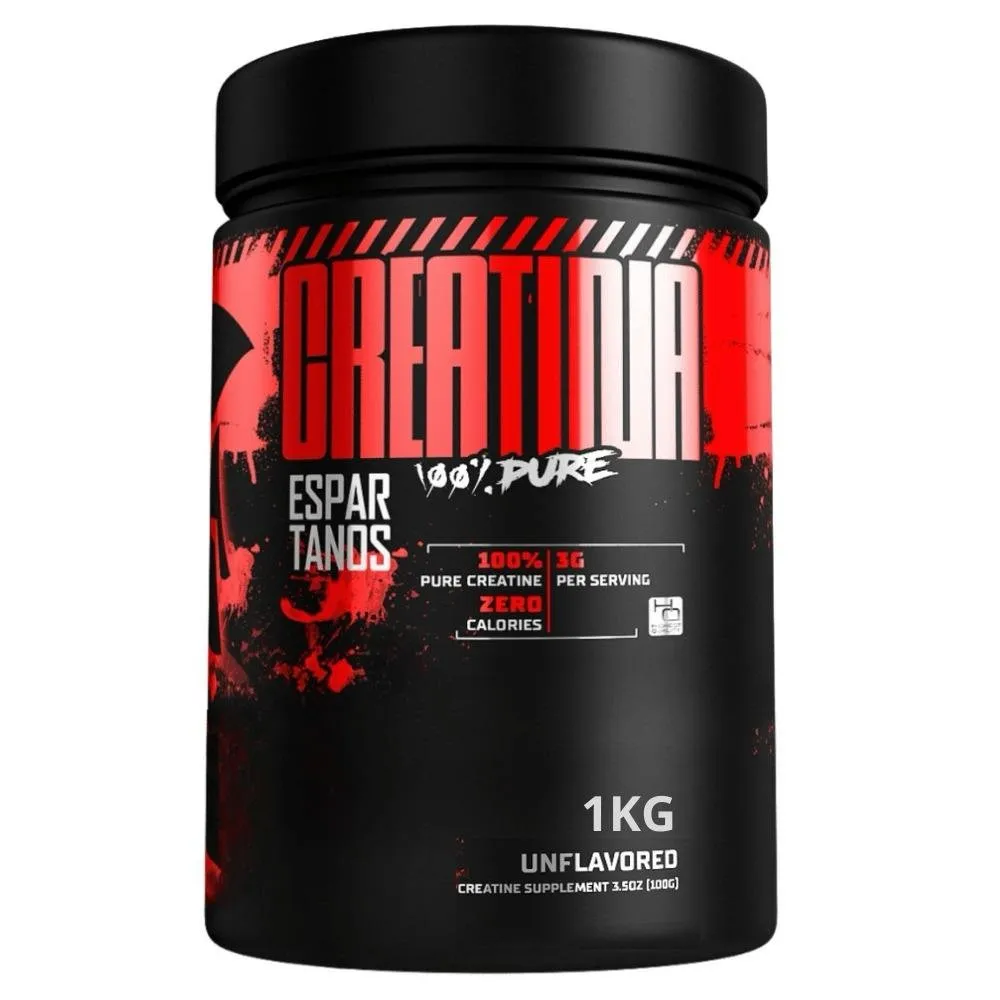 CREATINA
100% PURE
ESPAR
TANOS
100%
PURE CREATINE
3G
PER SERVING
ZERO
CALORIES
1KG
UNFLAVORED
CREATINE SUPPLEMENT 3.5OZ (100G)